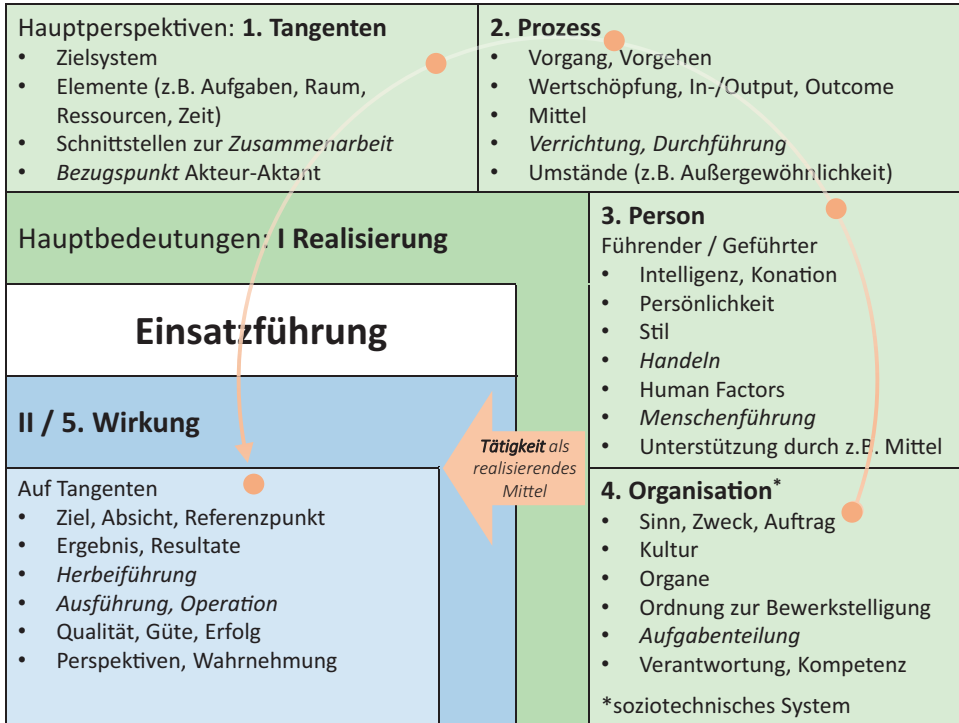 Hauptperspektiven: 1. Tangenten
• Zielsystem
• Elemente (z.B. Aufgaben, Raum,
Ressourcen, Zeit)
• Schnittstellen zur Zusammenarbeit
• Bezugspunkt Akteur-Aktant
2. Prozess
• Vorgang, Vorgehen
• Wertschöpfung, In-/Output, Outcome
• Mittel
• Verrichtung, Durchführung
• Umstände (z.B. Außergewöhnlichkeit)
Hauptbedeutungen: I Realisierung
3. Person
Führender / Geführter
• Intelligenz, Konation
• Persönlichkeit
• Stil
• Handeln
• Human Factors
• Menschenführung
• Unterstützung durch z.B. Mittel
Einsatzführung
II / 5. Wirkung
Tätigkeit als
realisierendes
Mittel
Auf Tangenten
• Ziel, Absicht, Referenzpunkt
• Ergebnis, Resultate
• Herbeiführung
• Ausführung, Operation
• Qualität, Güte, Erfolg
• Perspektiven, Wahrnehmung
4. Organisation*
• Sinn, Zweck, Auftrag
• Kultur
• Organe
• Ordnung zur Bewerkstelligung
• Aufgabenteilung
• Verantwortung, Kompetenz
*soziotechnisches System